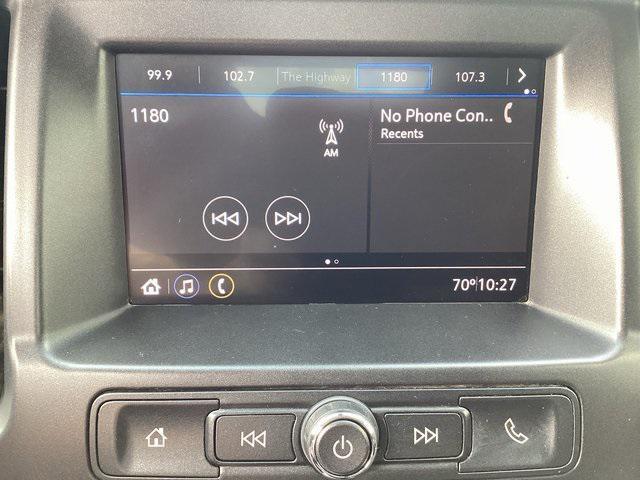 99.9 102.7 The Highway 1180 107.3
1180
AM
No Phone Con..
Recents
70° 10:27